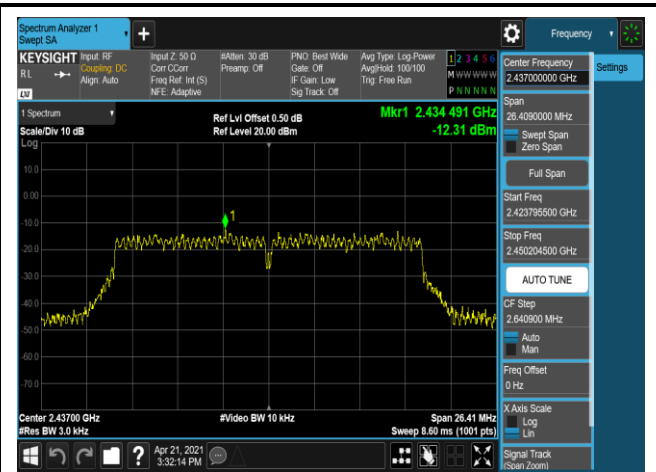 Spectrum Analyzer 1
Swept SA
+
Frequency
KEYSIGHT
RL
LXI
Input: RF
Coupling: DC
Align: Auto
Input Z: 50 Ω
Corr CCorr
Freq Ref: Int (S)
NFE: Adaptive
#Atten: 30 dB
Preamp: Off
PNO: Best Wide
Gate: Off
IF Gain: Low
Sig Track: Off
Avg Type: Log-Power
Avg|Hold: 100/100
Trig: Free Run
1 2 3 4 5 6
M W W W W W
P N N N N N
1 Spectrum
Scale/Div 10 dB
Log
Ref Lvl Offset 0.50 dB
Ref Level 20.00 dBm
Mkr1 2.434 491 GHz
-12.31 dBm
10.0
0.00
-10.0
-20.0
-30.0
-40.0
-50.0
-60.0
-70.0
1
Center 2.43700 GHz
#Res BW 3.0 kHz
#Video BW 10 kHz
Span 26.41 MHz
Sweep 8.60 ms (1001 pts)
?
Apr 21, 2021
3:32:14 PM
Center Frequency
2.437000000 GHz
Settings
Span
26.4090000 MHz
Swept Span
Zero Span
Full Span
Start Freq
2.423795500 GHz
Stop Freq
2.450204500 GHz
AUTO TUNE
CF Step
2.640900 MHz
Auto
Man
Freq Offset
0 Hz
X Axis Scale
Log
Lin
Signal Track
(Span Zoom)